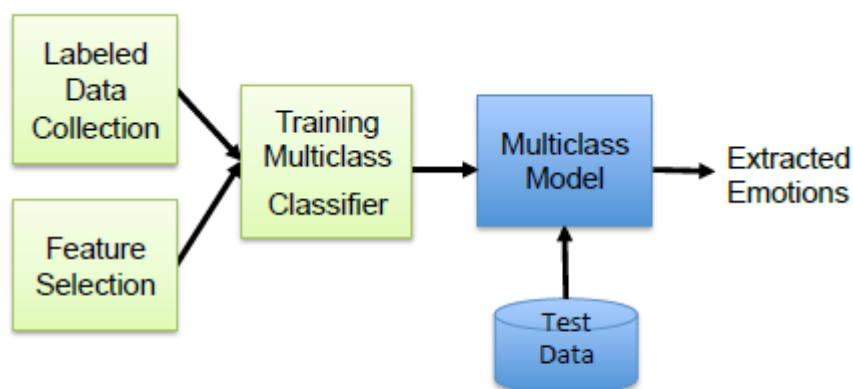 Labeled
Data
Collection
Feature
Selection
Training
Multiclass
Classifier
Multiclass
Model
Test
Data
Extracted
Emotions